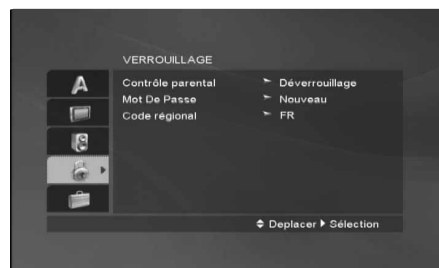 VERROUILLAGE
Contrôle parental Déverrouillage
Mot De Passe Nouveau
Code régional FR
A
Deplacer Sélection